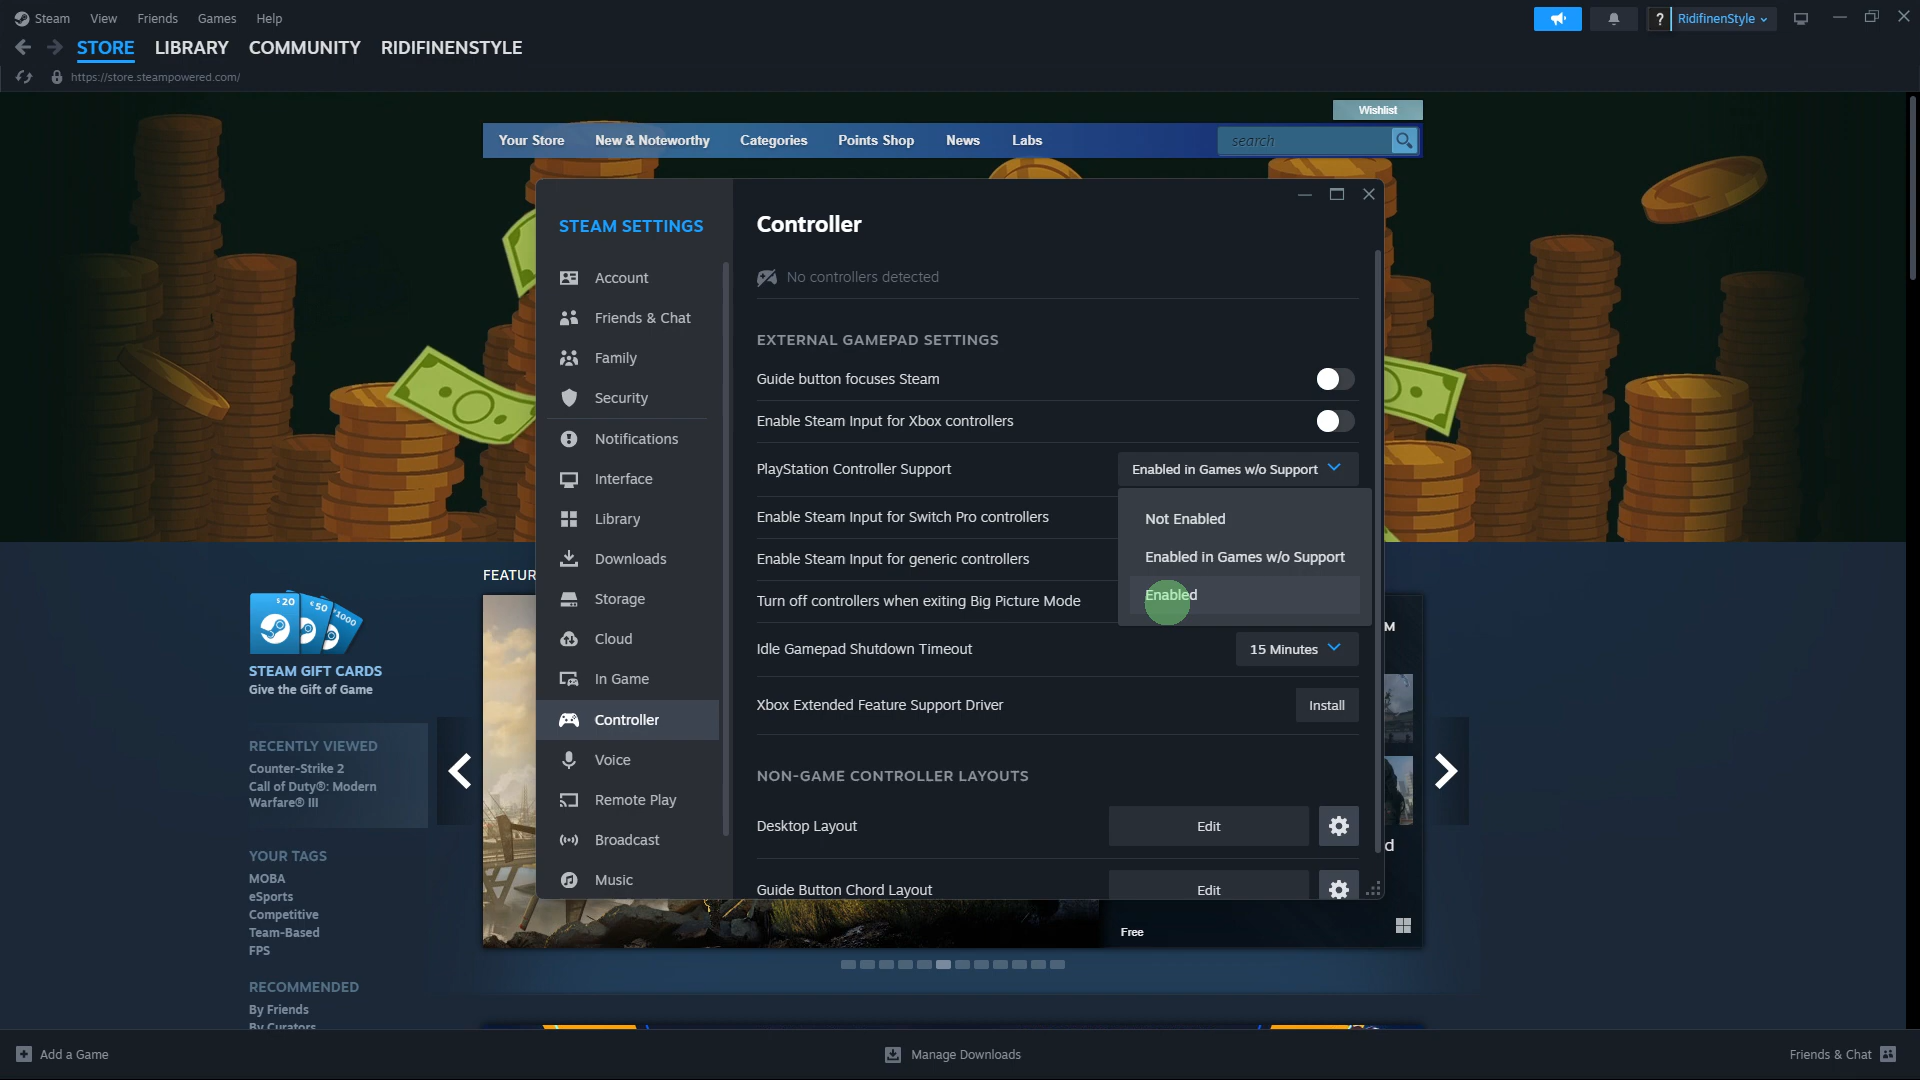 Steam View Friends Games Help
? RidifinenStyle
STORE LIBRARY COMMUNITY RIDIFINENSTYLE
https://store.steampowered.com/
Wishlist
Your Store New & Noteworthy Categories Points Shop News Labs search
STEAM SETTINGS
Account
Friends & Chat
Family
Security
Notifications
Interface
Library
Downloads
Storage
Cloud
In Game
Controller
Voice
Remote Play
Broadcast
Music
Controller
No controllers detected
EXTERNAL GAMEPAD SETTINGS
Guide button focuses Steam
Enable Steam Input for Xbox controllers
PlayStation Controller Support Enabled in Games w/o Support
Not Enabled
Enabled in Games w/o Support
Enabled
Enable Steam Input for Switch Pro controllers
Enable Steam Input for generic controllers
Turn off controllers when exiting Big Picture Mode
Idle Gamepad Shutdown Timeout 15 Minutes
Xbox Extended Feature Support Driver Install
NON-GAME CONTROLLER LAYOUTS
Desktop Layout Edit
Guide Button Chord Layout Edit
FEATUR
M
d
Free
$20 €50 $1000
STEAM GIFT CARDS
Give the Gift of Game
RECENTLY VIEWED
Counter-Strike 2
Call of Duty®: Modern
Warfare® III
YOUR TAGS
MOBA
eSports
Competitive
Team-Based
FPS
RECOMMENDED
By Friends
By Curators
Add a Game Manage Downloads Friends & Chat